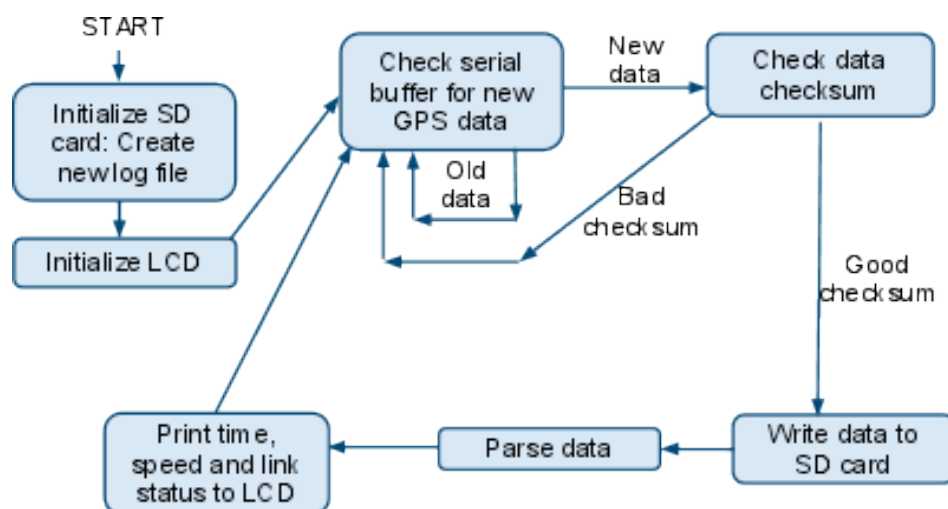 START
Initialize SD
card: Create
new log file
Initialize LCD
Check serial
buffer for new
GPS data
Old
data
New
data
Check data
checksum
Bad
checksum
Good
checksum
Write data to
SD card
Parse data
Print time,
speed and link
status to LCD